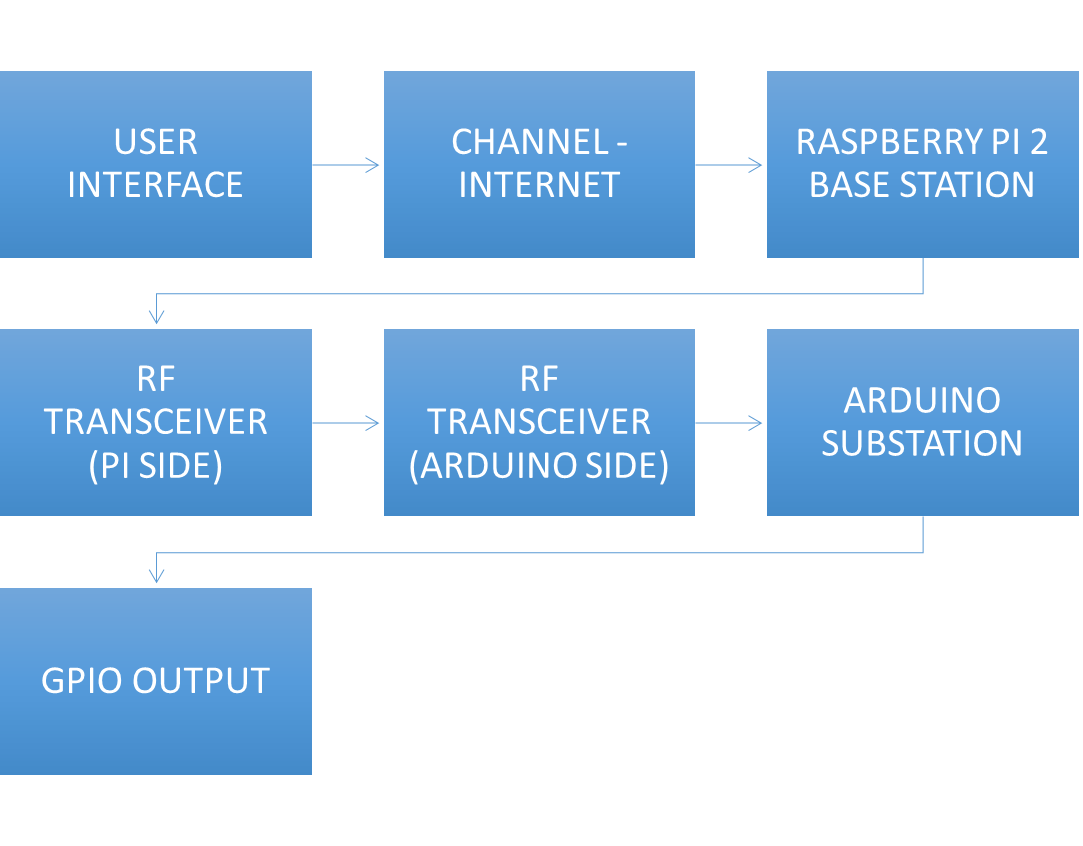 USER
INTERFACE
CHANNEL -
INTERNET
RASPBERRY PI 2
BASE STATION
RF
TRANSCEIVER
(PI SIDE)
RF
TRANSCEIVER
(ARDUINO SIDE)
ARDUINO
SUBSTATION
GPIO OUTPUT